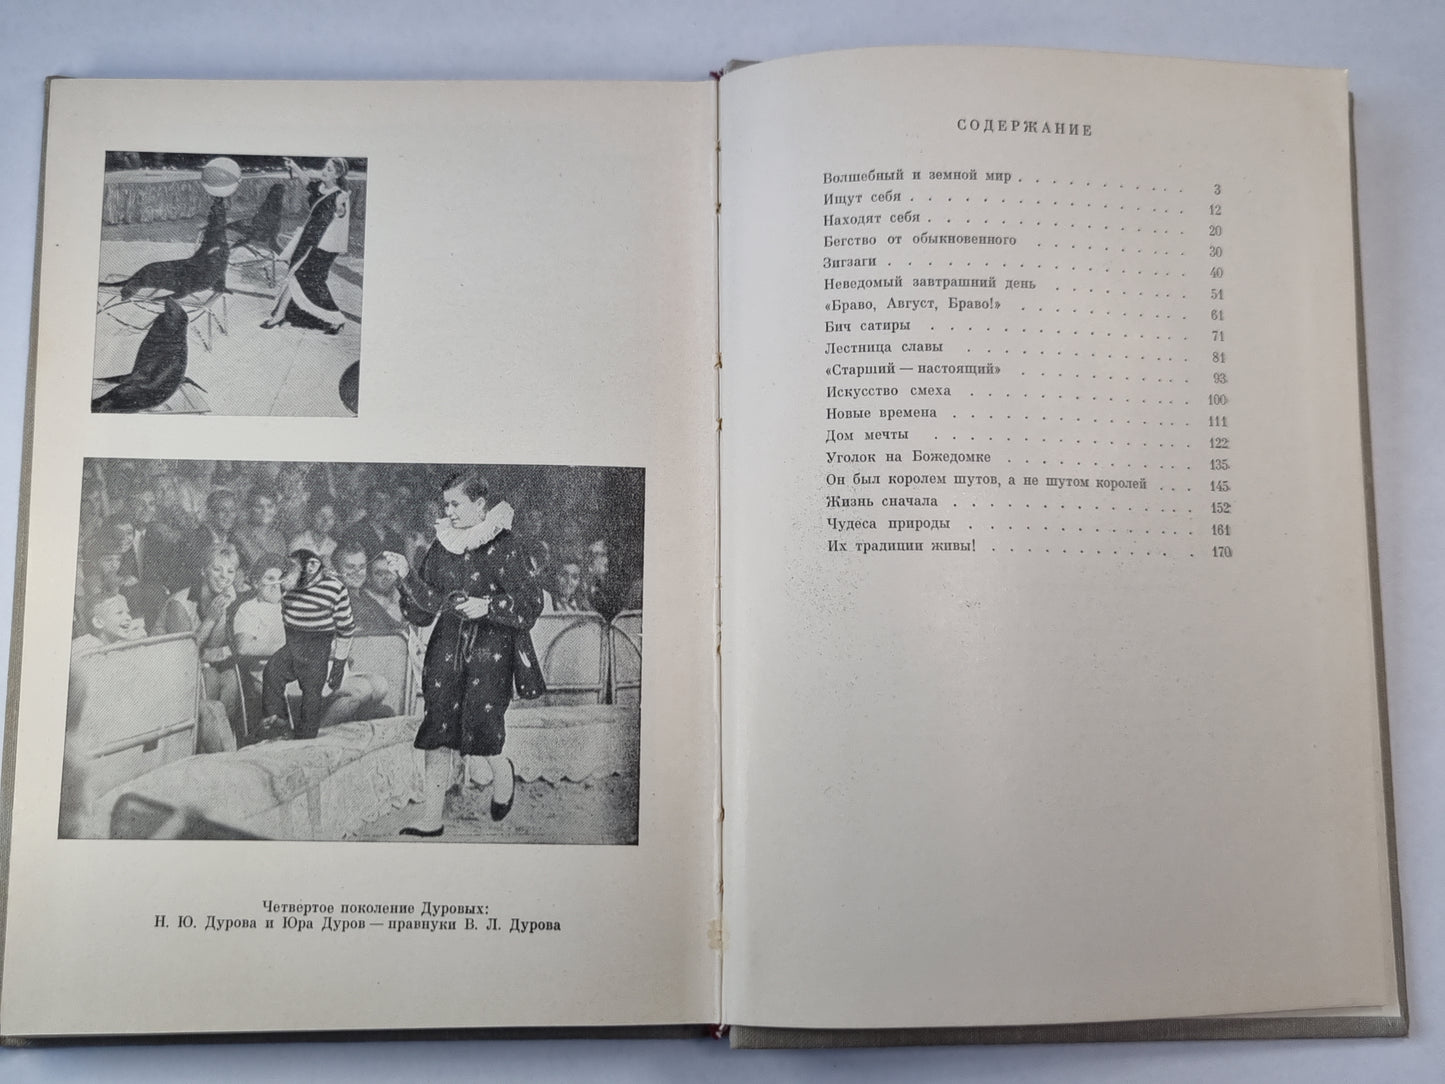 Четвертое поколение Дуровых:
Н. Ю. Дурова и Юра Дуров — правнуки В. Л. Дурова
СОДЕРЖАНИЕ
Волшебный и земной мир . . . . . . . . . 3
Ищут себя . . . . . . . . . . . . . . 12
Находят себя . . . . . . . . . . . . . 20
Бегство от обыкновенного . . . . . . . . 30
Зигзаги . . . . . . . . . . . . . . . 40
Неведомый завтрашний день . . . . . . . 51
«Браво, Август, Браво!» . . . . . . . . . 61
Бич сатиры . . . . . . . . . . . . . 71
Лестница славы . . . . . . . . . . . 81
«Старший — настоящий» . . . . . . . . . 93
Искусство смеха . . . . . . . . . . . 100
Новые времена . . . . . . . . . . . . 111
Дом мечты . . . . . . . . . . . . . 122
Уголок на Божедомке . . . . . . . . . . 135
Он был королем шутов, а не шутом королей . . . 145
Жизнь сначала . . . . . . . . . . . . 152
Чудеса природы . . . . . . . . . . . 161
Их традиции живы! . . . . . . . . . . 170